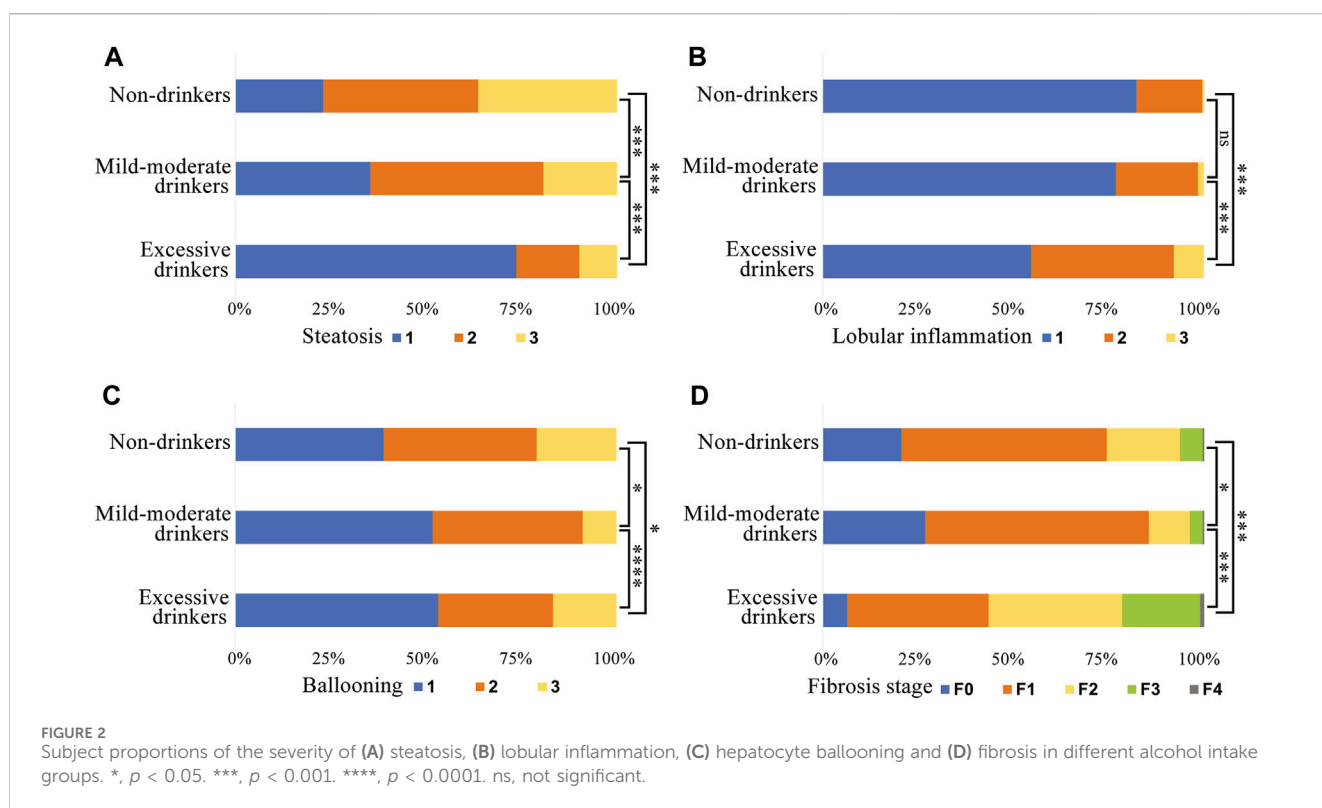 A
Non-drinkers
Mild-moderate
drinkers
Excessive
drinkers
***
***
***
0% 25% 50% 75% 100%
Steatosis 1 2 3
B
Non-drinkers
Mild-moderate
drinkers
Excessive
drinkers
ns
***
***
0% 25% 50% 75% 100%
Lobular inflammation 1 2 3
C
Non-drinkers
Mild-moderate
drinkers
Excessive
drinkers
*
*
****
0% 25% 50% 75% 100%
Ballooning 1 2 3
D
Non-drinkers
Mild-moderate
drinkers
Excessive
drinkers
*
***
***
0% 25% 50% 75% 100%
Fibrosis stage F0 F1 F2 F3 F4
FIGURE 2
Subject proportions of the severity of (A) steatosis, (B) lobular inflammation, (C) hepatocyte ballooning and (D) fibrosis in different alcohol intake
groups. *, p < 0.05. ***, p < 0.001. ****, p < 0.0001. ns, not significant.